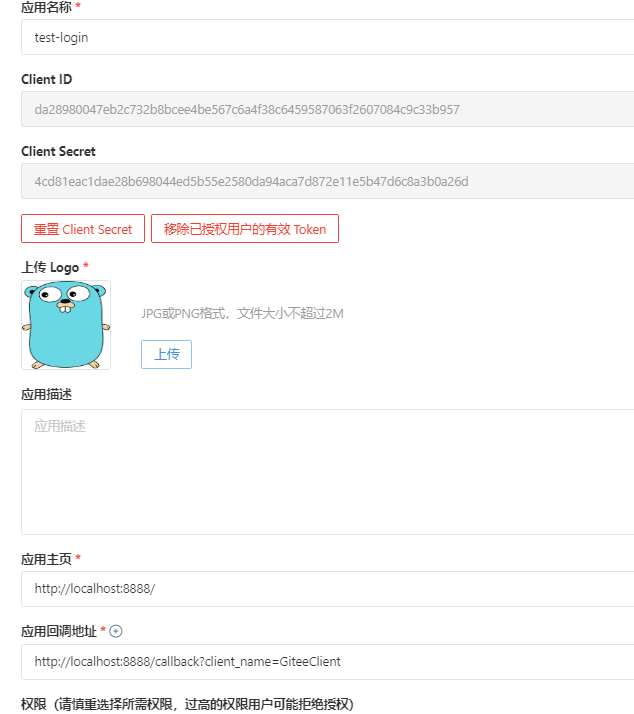 应用名称 *
test-login
Client ID
da28980047eb2c732b8bcee4be567c6a4f38c6459587063f2607084c9c33b957
Client Secret
4cd81eac1dae28b698044ed5b55e2580da94aca7d872e11e5b47d6c8a3b0a26d
重置 Client Secret 移除已授权用户的有效 Token
上传 Logo *
JPG或PNG格式，文件大小不超过2M
上传
应用描述
应用描述
应用主页 *
http://localhost:8888/
应用回调地址 *
http://localhost:8888/callback?client_name=GiteeClient
权限（请慎重选择所需权限，过高的权限用户可能拒绝授权）